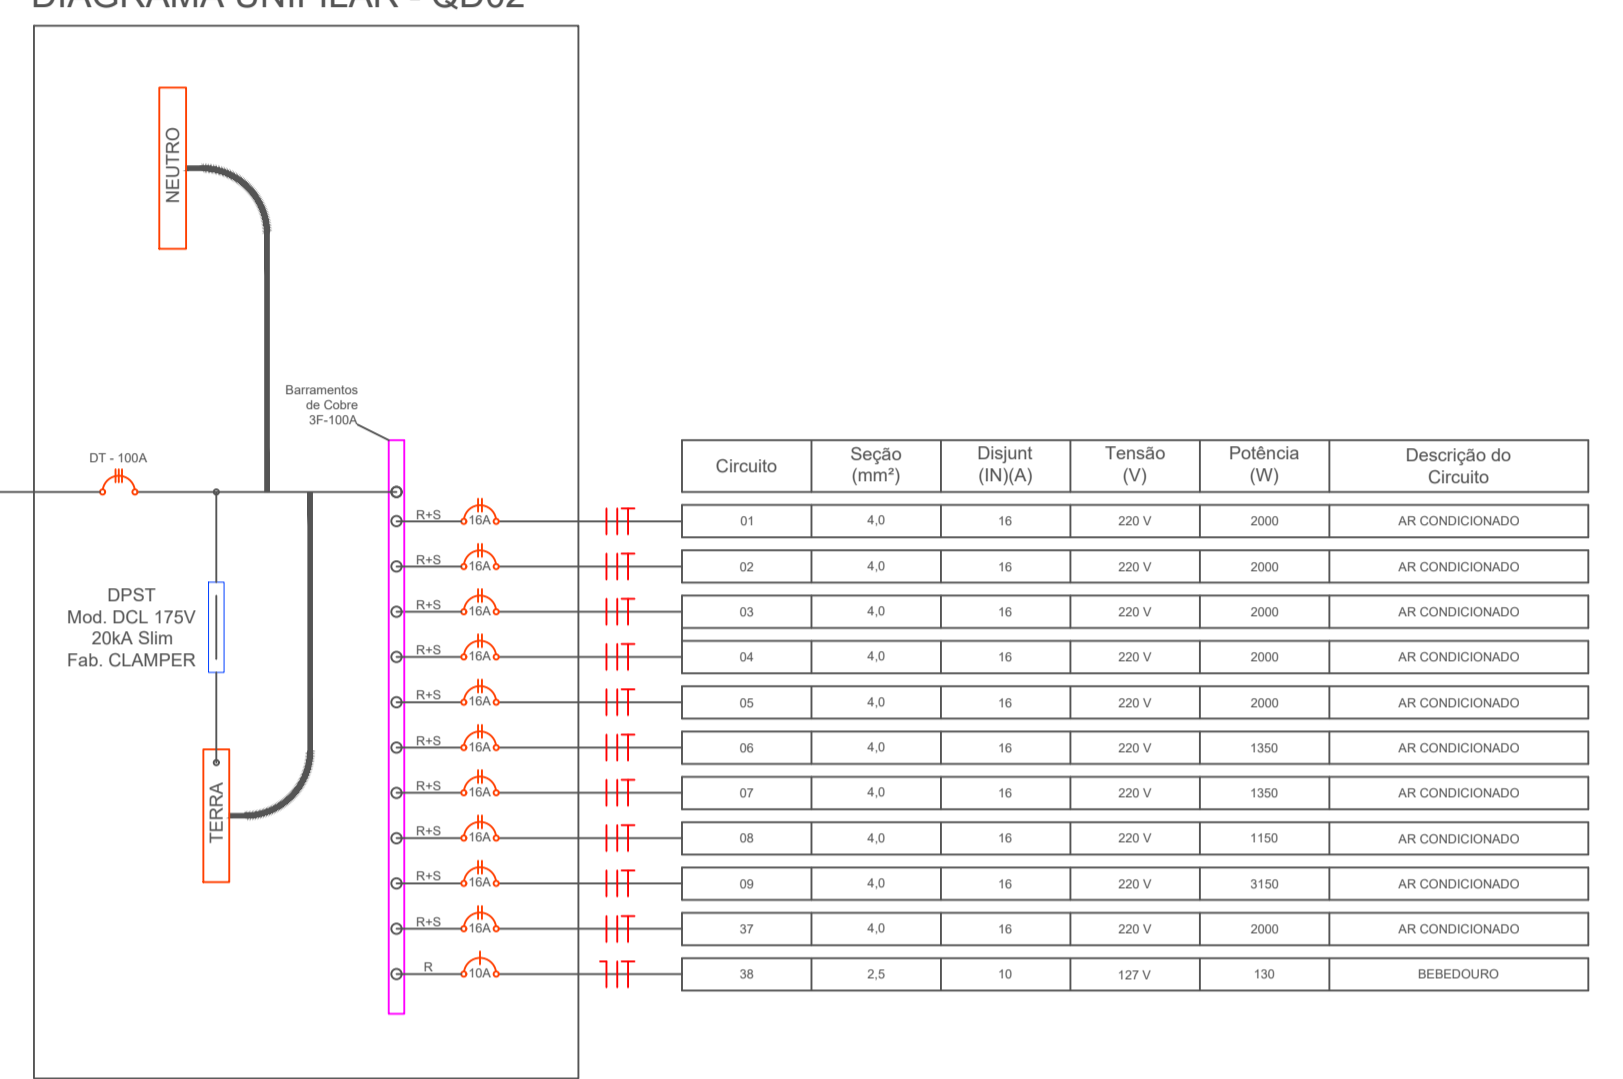 DIAGRAMA UNIFILAR - QD02
NEUTRO
Barramentos
de Cobre
3F-100A
DT - 100A
DPST
Mod. DCL 175V
20kA Slim
Fab. CLAMPER
TERRA
Circuito Seção (mm²) Disjunt (IN)(A) Tensão (V) Potência (W) Descrição do Circuito
R+S 16A 01 4,0 16 220 V 2000 AR CONDICIONADO
R+S 16A 02 4,0 16 220 V 2000 AR CONDICIONADO
R+S 16A 03 4,0 16 220 V 2000 AR CONDICIONADO
R+S 16A 04 4,0 16 220 V 2000 AR CONDICIONADO
R+S 16A 05 4,0 16 220 V 2000 AR CONDICIONADO
R+S 16A 06 4,0 16 220 V 1350 AR CONDICIONADO
R+S 16A 07 4,0 16 220 V 1350 AR CONDICIONADO
R+S 16A 08 4,0 16 220 V 1150 AR CONDICIONADO
R+S 16A 09 4,0 16 220 V 3150 AR CONDICIONADO
R+S 16A 37 4,0 16 220 V 2000 AR CONDICIONADO
R 10A 38 2,5 10 127 V 130 BEBEDOURO